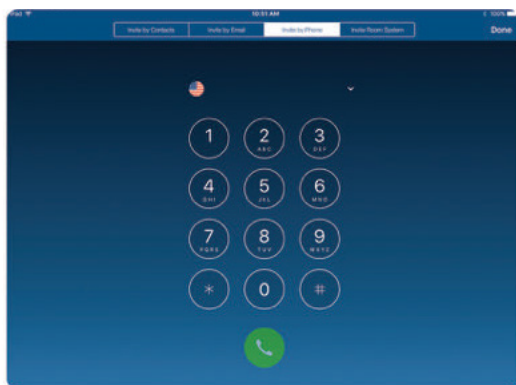 iPad 10:51 AM 100%
Invite by Contacts Invite by Email Invite by Phone Invite Room System Done
1 2 3
ABC DEF
4 5 6
GHI JKL MNO
7 8 9
PQRS TUV WXYZ
* 0 #